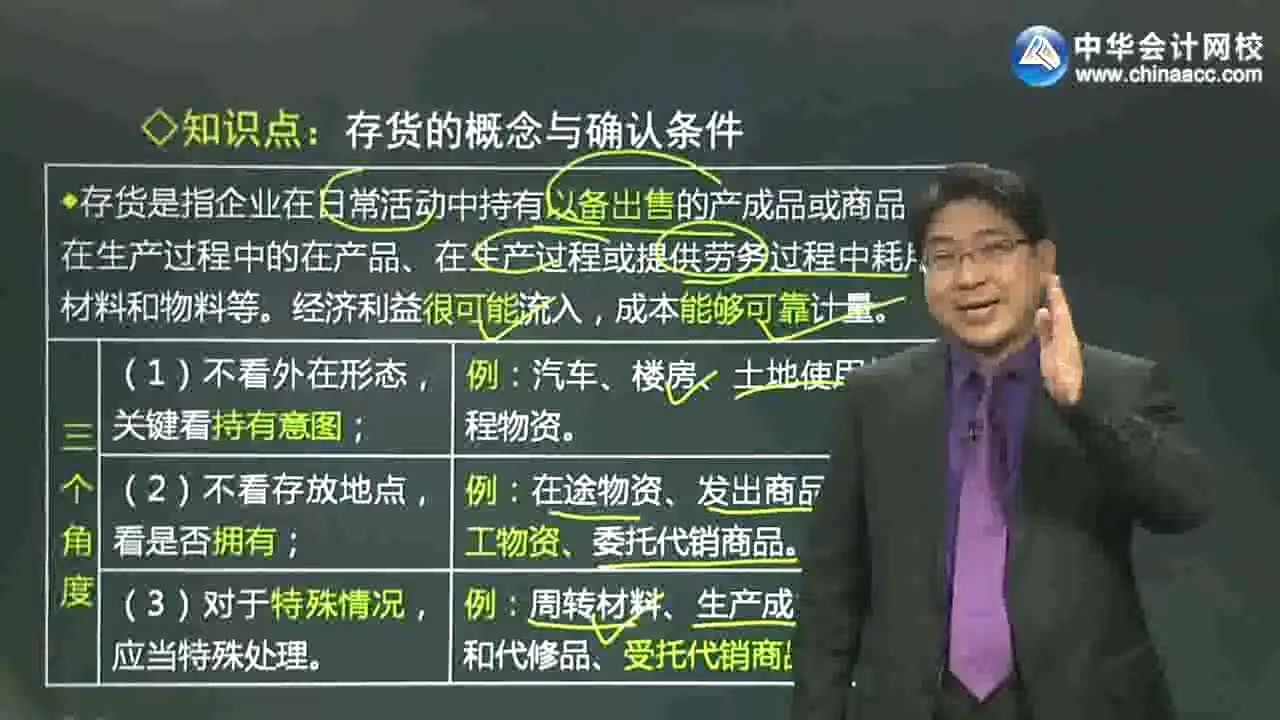 中华会计网校
www.chinaacc.com
◇知识点：存货的概念与确认条件
存货是指企业在日常活动中持有以备出售的产成品或商品
在生产过程中的在产品、在生产过程或提供劳务过程中耗
材料和物料等。经济利益很可能流入，成本能够可靠计量。
三个角度
（1）不看外在形态，
关键看持有意图；
例：汽车、楼房、土地使用
程物资。
（2）不看存放地点，
看是否拥有；
例：在途物资、发出商品
工物资、委托代销商品。
（3）对于特殊情况，
应当特殊处理。
例：周转材料、生产成
和代修品、受托代销商